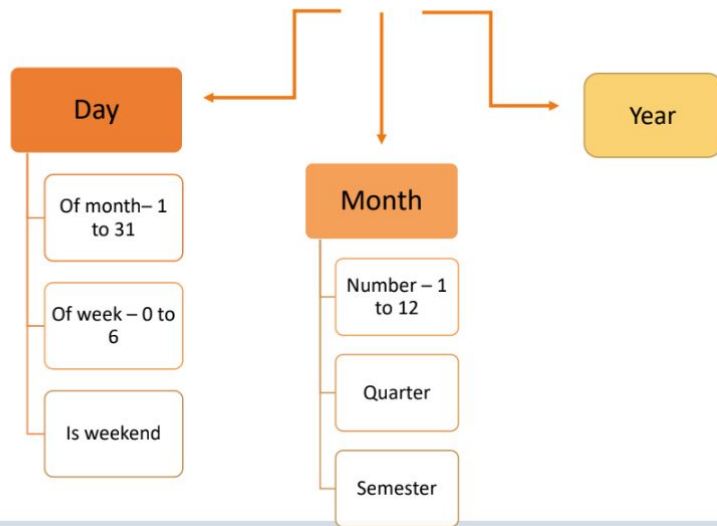 Day
Of month– 1
to 31
Of week – 0 to
6
Is weekend
Month
Number – 1
to 12
Quarter
Semester
Year